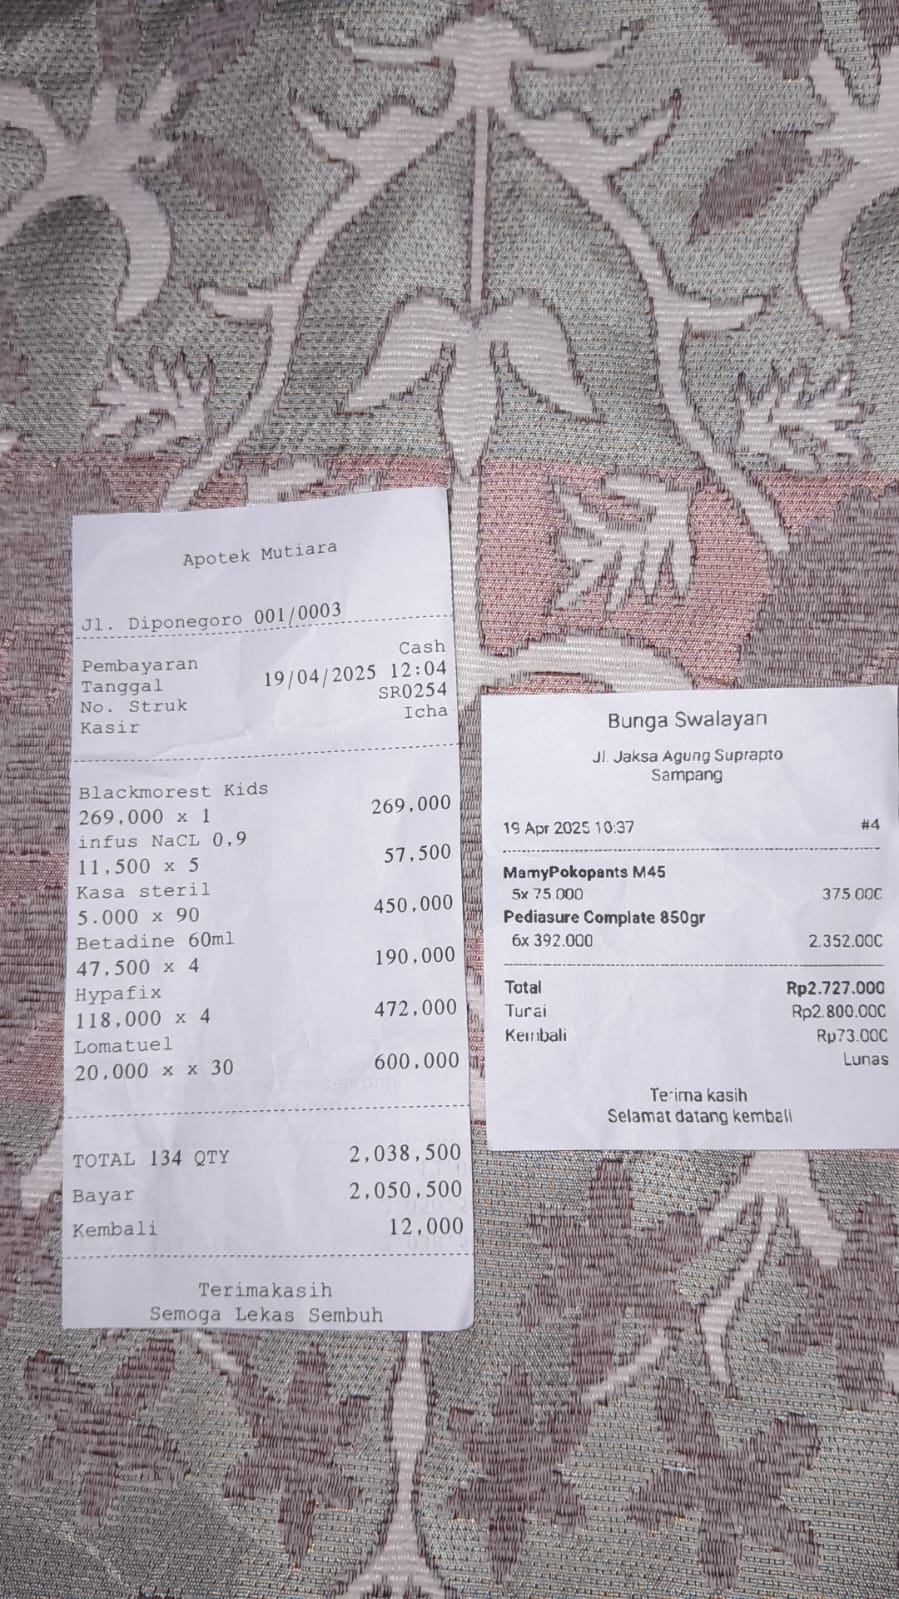 Apotek Mutiara
Jl. Diponegoro 001/0003
Pembayaran Cash
Tanggal 19/04/2025 12:04
No. Struk SR0254
Kasir Icha
Blackmorest Kids
269,000 x 1 269,000
infus NaCL 0,9
11,500 x 5 57,500
Kasa steril
5.000 x 90 450,000
Betadine 60ml
47,500 x 4 190,000
Hypafix
118,000 x 4 472,000
Lomatuel
20,000 x x 30 600,000
TOTAL 134 QTY 2,038,500
Bayar 2,050,500
Kembali 12,000
Terimakasih
Semoga Lekas Sembuh
Bunga Swalayan
Jl. Jaksa Agung Suprapto
Sampang
19 Apr 2025 10:37 #4
MamyPokopants M45
5x 75.000 375.000
Pediasure Complate 850gr
6x 392.000 2.352.000
Total Rp2.727.000
Tunai Rp2.800.000
Kembali Rp73.000
Lunas
Terima kasih
Selamat datang kembali